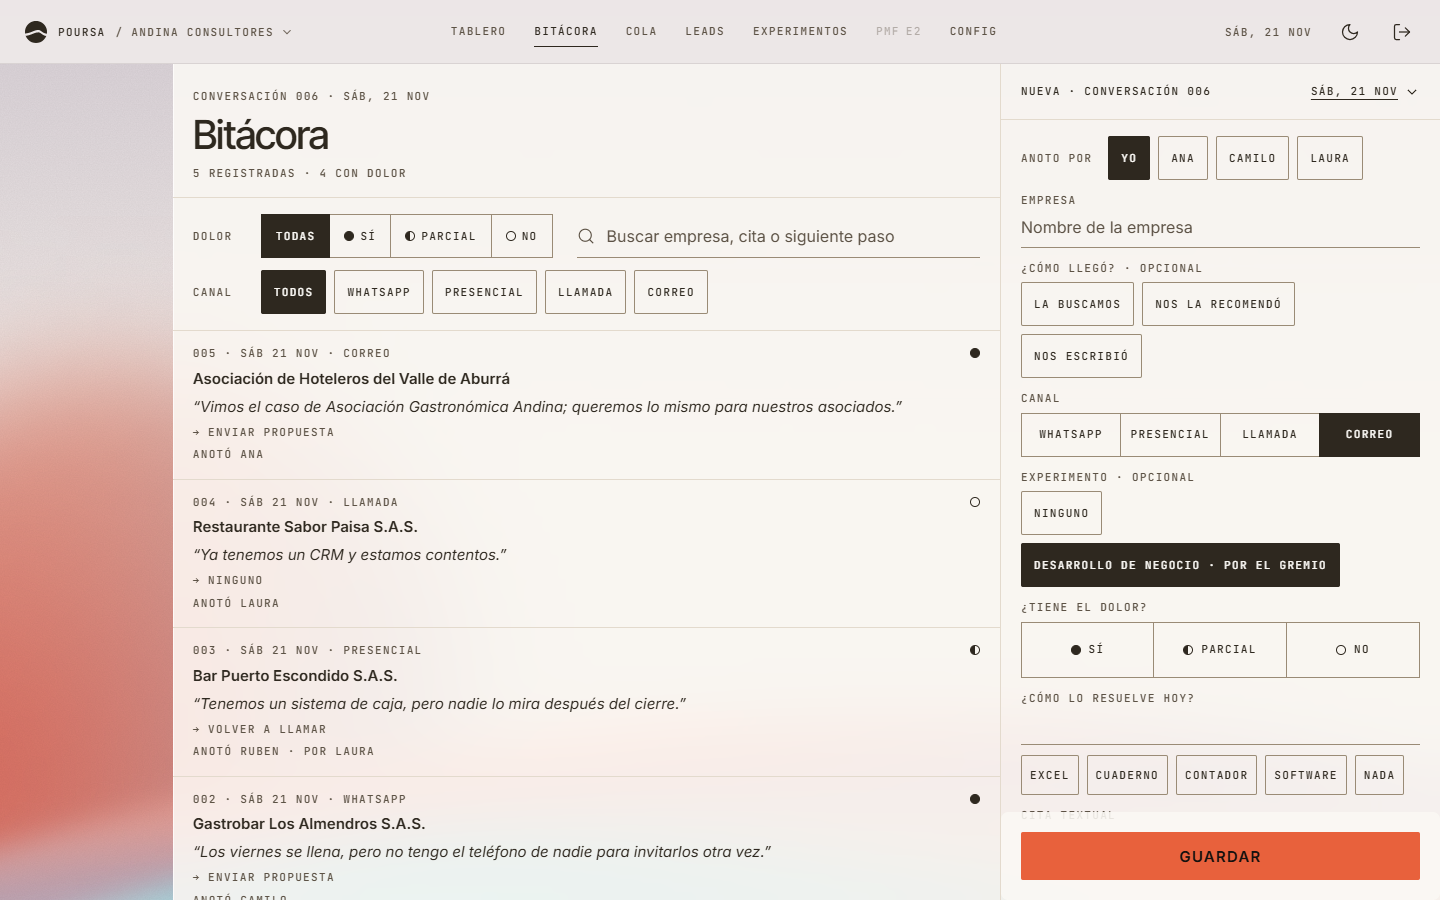 POURSA / ANDINA CONSULTORES
TABLERO BITÁCORA COLA LEADS EXPERIMENTOS PMF E2 CONFIG
SÁB, 21 NOV
CONVERSACIÓN 006 · SÁB, 21 NOV
Bitácora
5 REGISTRADAS · 4 CON DOLOR
DOLOR TODAS SÍ PARCIAL NO
Buscar empresa, cita o siguiente paso
CANAL TODOS WHATSAPP PRESENCIAL LLAMADA CORREO
005 · SÁB 21 NOV · CORREO
Asociación de Hoteleros del Valle de Aburrá
“Vimos el caso de Asociación Gastronómica Andina; queremos lo mismo para nuestros asociados.”
→ ENVIAR PROPUESTA
ANOTÓ ANA
004 · SÁB 21 NOV · LLAMADA
Restaurante Sabor Paisa S.A.S.
“Ya tenemos un CRM y estamos contentos.”
→ NINGUNO
ANOTÓ LAURA
003 · SÁB 21 NOV · PRESENCIAL
Bar Puerto Escondido S.A.S.
“Tenemos un sistema de caja, pero nadie lo mira después del cierre.”
→ VOLVER A LLAMAR
ANOTÓ RUBEN · POR LAURA
002 · SÁB 21 NOV · WHATSAPP
Gastrobar Los Almendros S.A.S.
“Los viernes se llena, pero no tengo el teléfono de nadie para invitarlos otra vez.”
→ ENVIAR PROPUESTA
ANOTÓ CAMILO
NUEVA · CONVERSACIÓN 006
SÁB, 21 NOV
ANOTO POR YO ANA CAMILO LAURA
EMPRESA
Nombre de la empresa
¿CÓMO LLEGÓ? · OPCIONAL
LA BUSCAMOS NOS LA RECOMENDÓ
NOS ESCRIBIÓ
CANAL
WHATSAPP PRESENCIAL LLAMADA CORREO
EXPERIMENTO · OPCIONAL
NINGUNO
DESARROLLO DE NEGOCIO · POR EL GREMIO
¿TIENE EL DOLOR?
SÍ PARCIAL NO
¿CÓMO LO RESUELVE HOY?
EXCEL CUADERNO CONTADOR SOFTWARE NADA
CITA TEXTUAL
GUARDAR